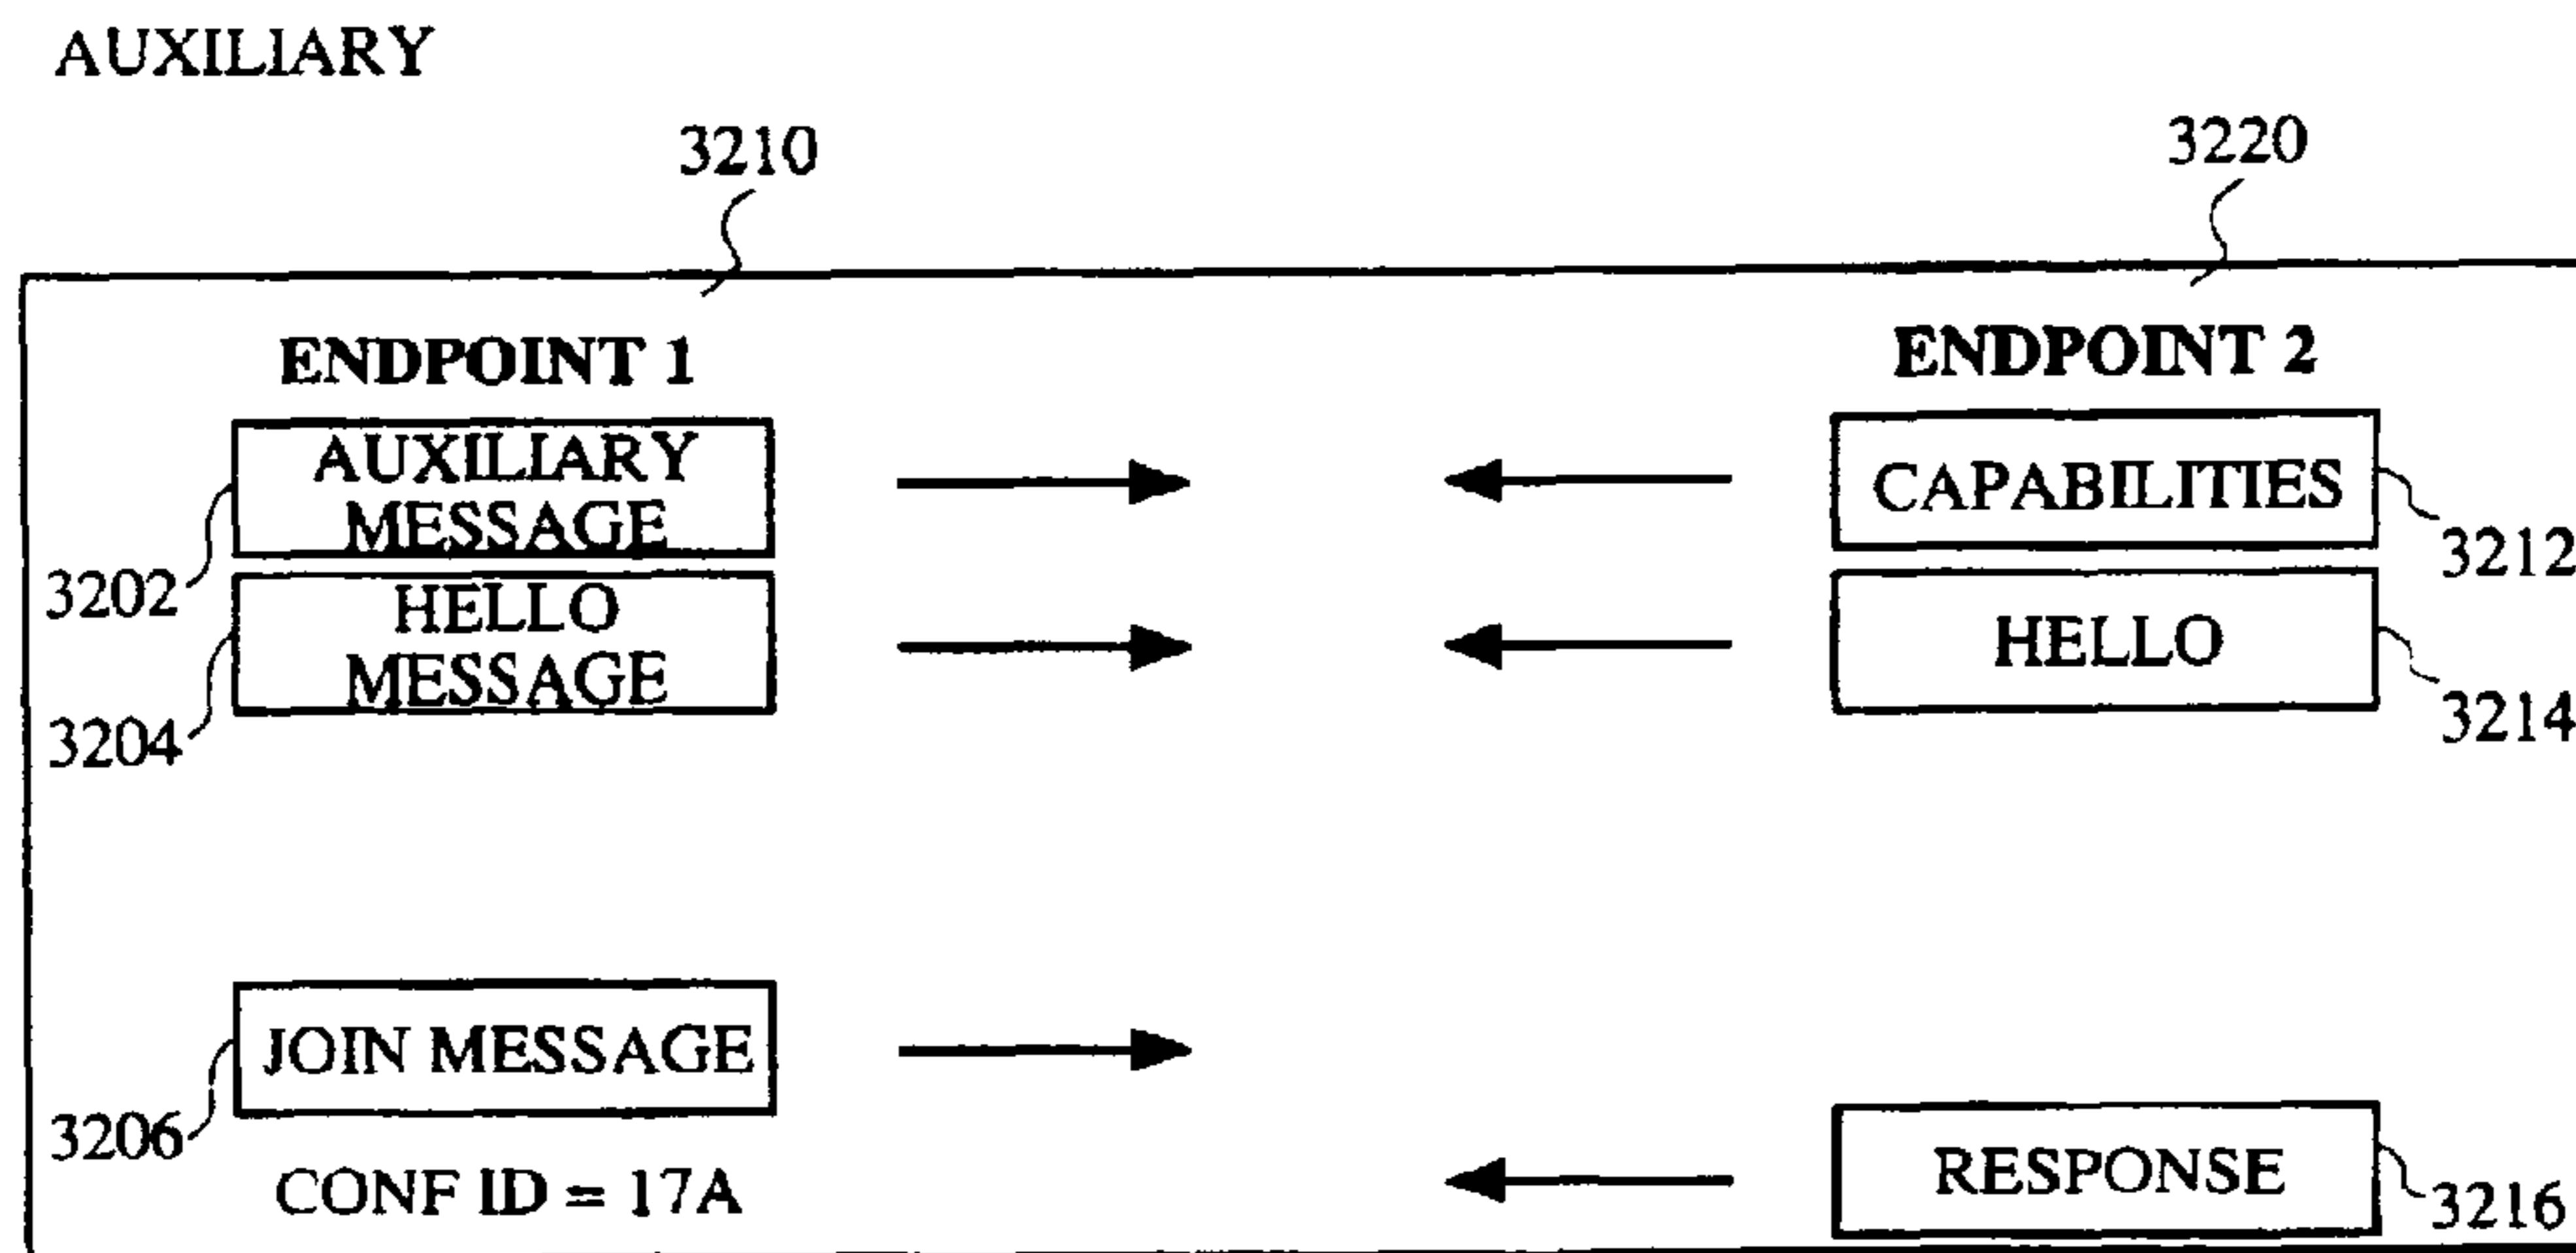 AUXILIARY
3210
3220
ENDPOINT 1
ENDPOINT 2
AUXILIARY
MESSAGE
CAPABILITIES
3202
3212
HELLO
MESSAGE
HELLO
3204
3214
JOIN MESSAGE
3206
CONF ID = 17A
RESPONSE
3216